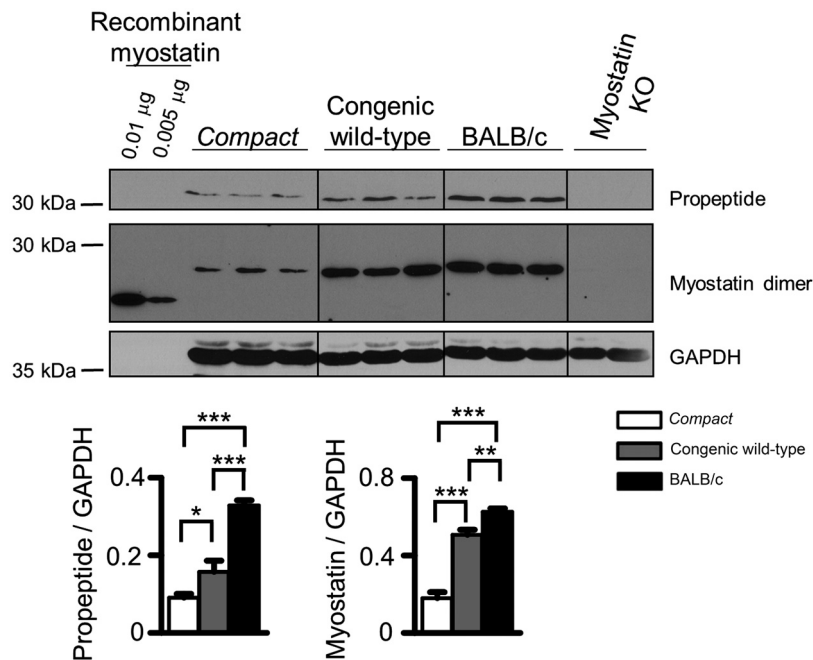 Recombinant
myostatin
0.01 µg
0.005 µg
Compact
Congenic
wild-type
BALB/c
Myostatin
KO
30 kDa
Propeptide
30 kDa
Myostatin dimer
35 kDa
GAPDH
Propeptide / GAPDH
0.4
0.2
0
*
***
***
Myostatin / GAPDH
0.8
0.4
0
***
**
***
Compact
Congenic wild-type
BALB/c